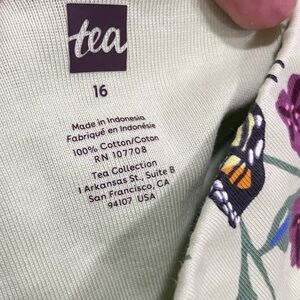 tea
16
Made in Indonesia
Fabriqué en Indonésie
100% Cotton/Coton
RN 107708
Tea Collection
1 Arkansas St., Suite B
San Francisco, CA
94107 USA